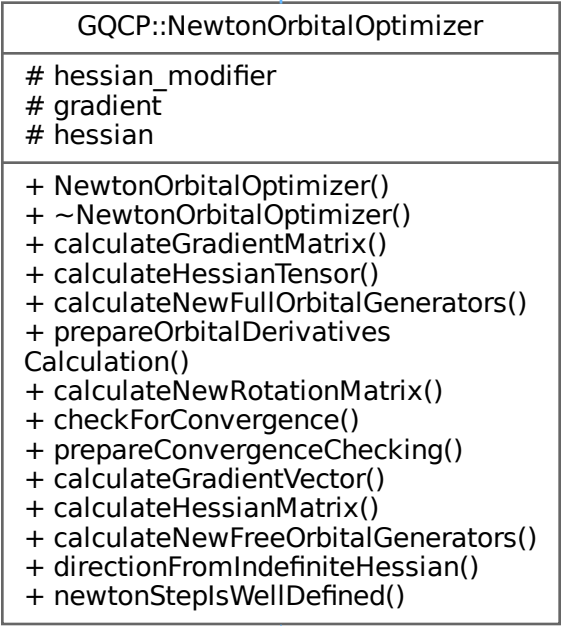 GQCP::NewtonOrbitalOptimizer
# hessian_modifier
# gradient
# hessian
+ NewtonOrbitalOptimizer()
+ ~NewtonOrbitalOptimizer()
+ calculateGradientMatrix()
+ calculateHessianTensor()
+ calculateNewFullOrbitalGenerators()
+ prepareOrbitalDerivatives
Calculation()
+ calculateNewRotationMatrix()
+ checkForConvergence()
+ prepareConvergenceChecking()
+ calculateGradientVector()
+ calculateHessianMatrix()
+ calculateNewFreeOrbitalGenerators()
+ directionFromIndefiniteHessian()
+ newtonStepIsWellDefined()